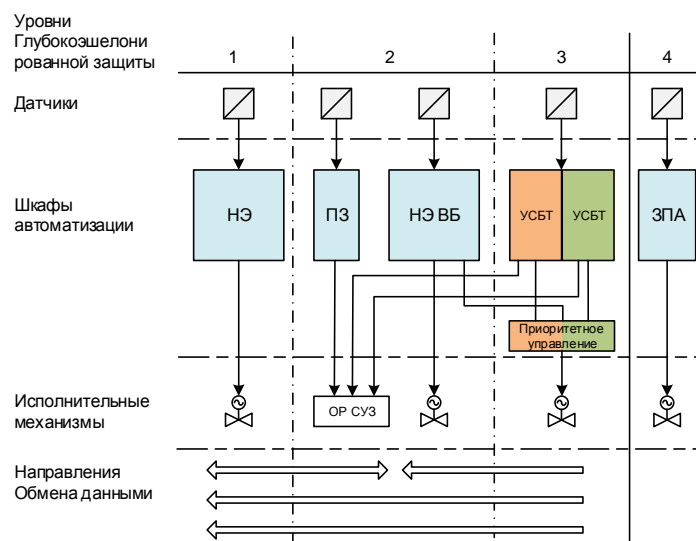 Уровни
Глубокоэшелони
рованной защиты
1
2
3
4
Датчики
Шкафы
автоматизации
НЭ
ПЗ
НЭ ВБ
УСБТ
УСБТ
ЗПА
Приоритетное
управление
Исполнительные
механизмы
ОР СУЗ
Направления
Обмена данными